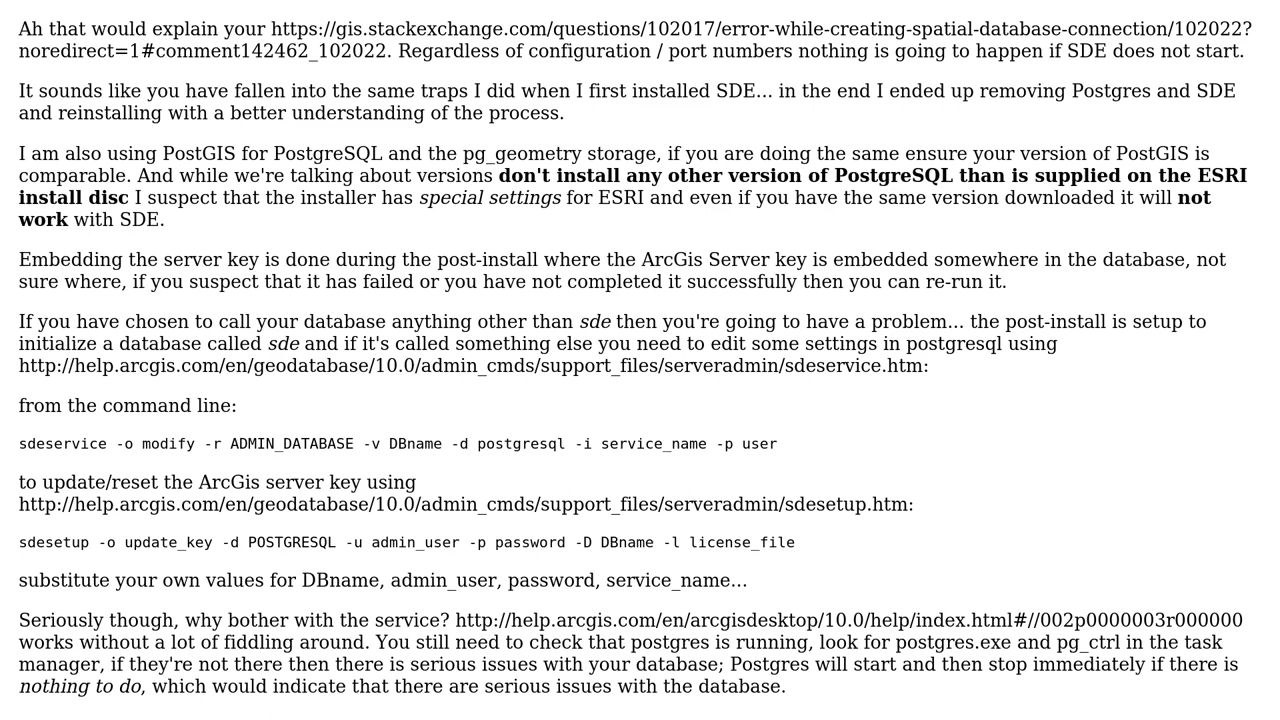 Ah that would explain your https://gis.stackexchange.com/questions/102017/error-while-creating-spatial-database-connection/102022?
noredirect=1#comment142462_102022. Regardless of configuration / port numbers nothing is going to happen if SDE does not start.
It sounds like you have fallen into the same traps I did when I first installed SDE... in the end I ended up removing Postgres and SDE
and reinstalling with a better understanding of the process.
I am also using PostGIS for PostgreSQL and the pg_geometry storage, if you are doing the same ensure your version of PostGIS is
comparable. And while we're talking about versions don't install any other version of PostgreSQL than is supplied on the ESRI
install disc I suspect that the installer has special settings for ESRI and even if you have the same version downloaded it will not
work with SDE.
Embedding the server key is done during the post-install where the ArcGis Server key is embedded somewhere in the database, not
sure where, if you suspect that it has failed or you have not completed it successfully then you can re-run it.
If you have chosen to call your database anything other than sde then you're going to have a problem... the post-install is setup to
initialize a database called sde and if it's called something else you need to edit some settings in postgresql using
http://help.arcgis.com/en/geodatabase/10.0/admin_cmds/support_files/serveradmin/sdeservice.htm:
from the command line:
sdeservice -o modify -r ADMIN_DATABASE -v DBname -d postgresql -i service_name -p user
to update/reset the ArcGis server key using
http://help.arcgis.com/en/geodatabase/10.0/admin_cmds/support_files/serveradmin/sdesetup.htm:
sdesetup -o update_key -d POSTGRESQL -u admin_user -p password -D DBname -l license_file
substitute your own values for DBname, admin_user, password, service_name...
Seriously though, why bother with the service? http://help.arcgis.com/en/arcgisdesktop/10.0/help/index.html#//002p0000003r000000
works without a lot of fiddling around. You still need to check that postgres is running, look for postgres.exe and pg_ctrl in the task
manager, if they're not there then there is serious issues with your database; Postgres will start and then stop immediately if there is
nothing to do, which would indicate that there are serious issues with the database.